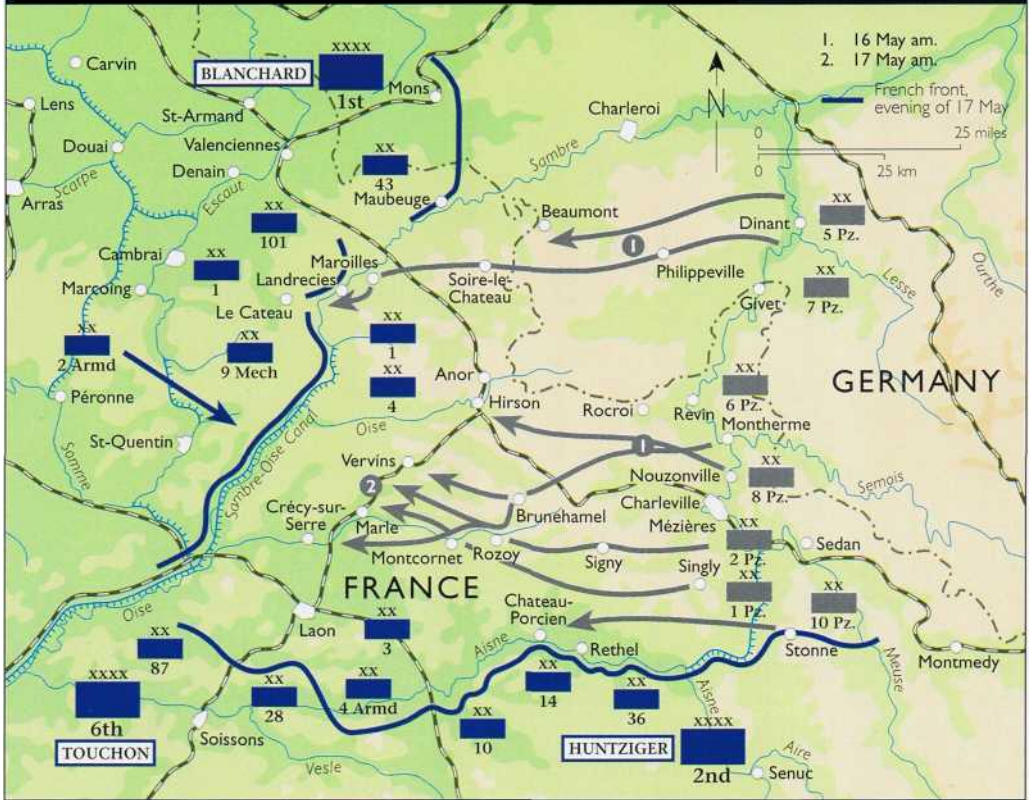 1. 16 May am.
2. 17 May am.
French front,
evening of 17 May
0 25 miles
0 25 km
N
Carvin
xxxx
BLANCHARD
1st
Mons
Lens
St-Armand
Charleroi
Douai
Valenciennes
Sambre
Scarpe
Denain
xx
43
Arras
Escaut
Maubeuge
Beaumont
Dinant
xx
5 Pz.
xx
101
1
Cambrai
xx
1
Maroilles
Landrecies
Soire-le-
Chateau
Philippeville
xx
7 Pz.
Lesse
Ourthe
Marcoing
Le Cateau
Givet
xx
2 Armd
xx
9 Mech
xx
1
xx
4
Anor
Hirson
Rocroi
Revin
xx
6 Pz.
GERMANY
Péronne
Oise
Montherme
St-Quentin
Somme
Sambre-Oise Canal
Vervins
1
Nouzonville
xx
8 Pz.
Semois
2
Crécy-sur-
Serre
Marle
Brunehamel
Charleville
Mézières
Montcornet
Rozoy
Signy
Singly
xx
2 Pz.
Sedan
FRANCE
xx
1 Pz.
xx
10 Pz.
Oise
Laon
xx
3
Chateau-
Porcien
Aisne
Rethel
Stonne
Montmedy
xx
87
Meuse
xxxx
6th
TOUCHON
xx
28
xx
4 Armd
xx
14
xx
36
Aisne
Soissons
xx
10
HUNTZIGER
xxxx
2nd
Aire
Vesle
Senuc